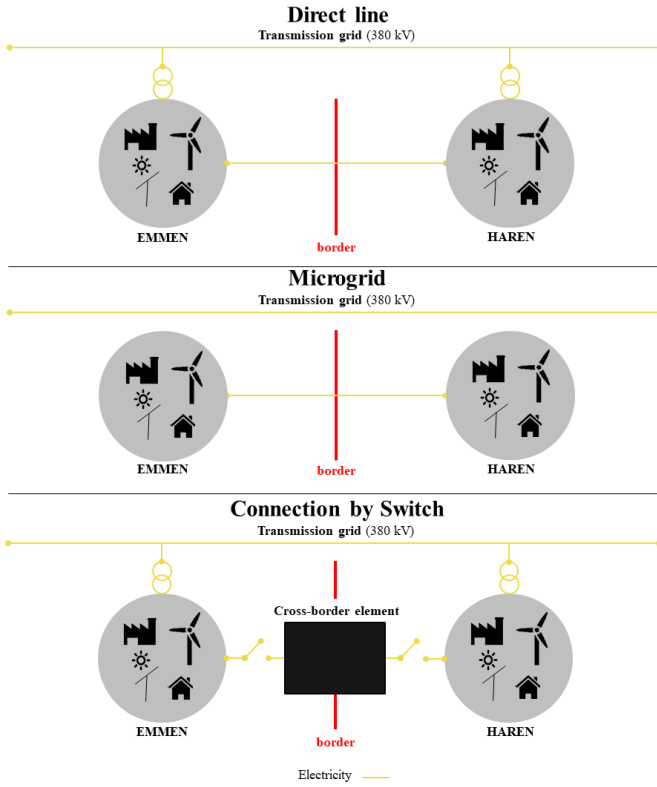 Direct line
Transmission grid (380 kV)
EMMEN
HAREN
border
Microgrid
Transmission grid (380 kV)
EMMEN
HAREN
border
Connection by Switch
Transmission grid (380 kV)
Cross-border element
EMMEN
HAREN
border
Electricity